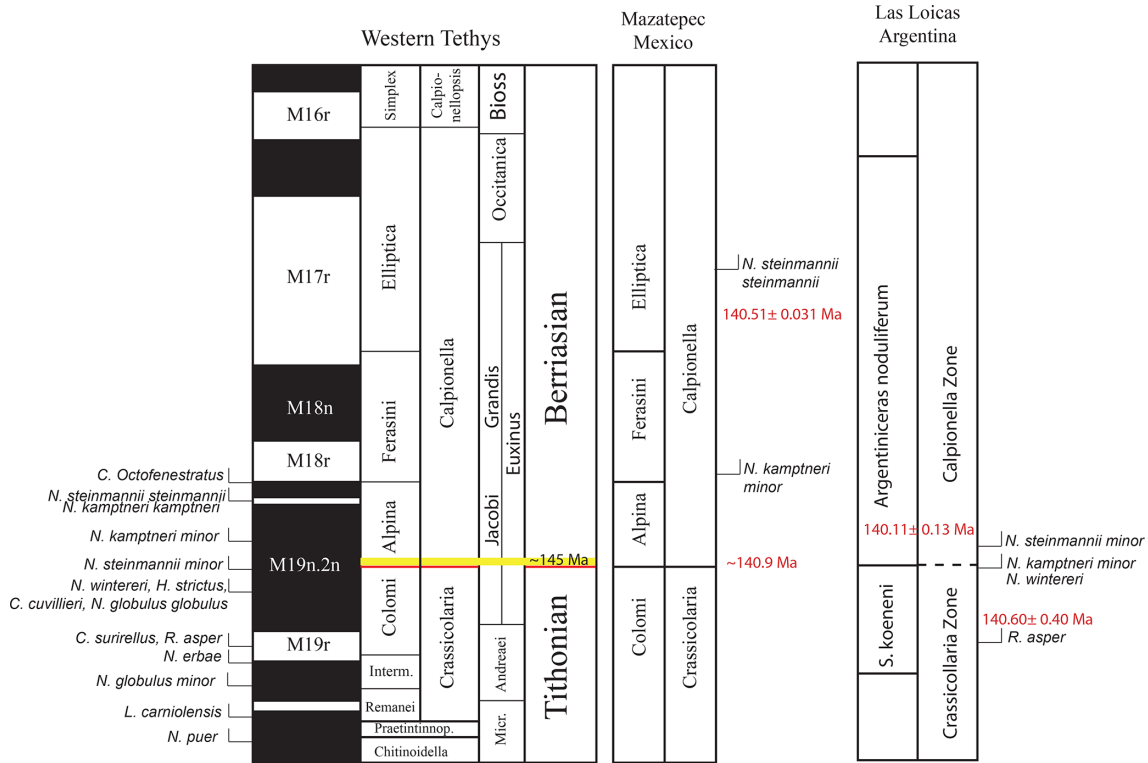 Western Tethys
Mazatepec
Mexico
Las Loicas
Argentina
M16r
M17r
M18n
M18r
M19n.2n
M19r
C. Octofenestratus
N. steinmannii steinmannii
N. kamptneri kamptneri
N. kamptneri minor
N. steinmannii minor
N. wintereri, H. strictus,
C. cuvillieri, N. globulus globulus
C. surirellus, R. asper
N. erbae
N. globulus minor
L. carniolensis
N. puer
Simplex
Elliptica
Ferasini
Alpina
Colomi
Interm.
Remanei
Praetintinnop.
Chitinoidella
Calpio-
nellopsis
Calpionella
Crassicolaria
Bioss
Occitanica
Jacobi Grandis
Euxinus
Andreaei
Micr.
Berriasian
~145 Ma
Tithonian
Elliptica
Ferasini
Alpina
Colomi
Calpionella
Crassicolaria
N. steinmannii
steinmannii
140.51± 0.031 Ma
N. kamptneri
minor
~140.9 Ma
Argentiniceras noduliferum
S. koeneni
Calpionella Zone
Crassicollaria Zone
140.11± 0.13 Ma
N. steinmannii minor
N. kamptneri minor
N. wintereri
140.60± 0.40 Ma
R. asper